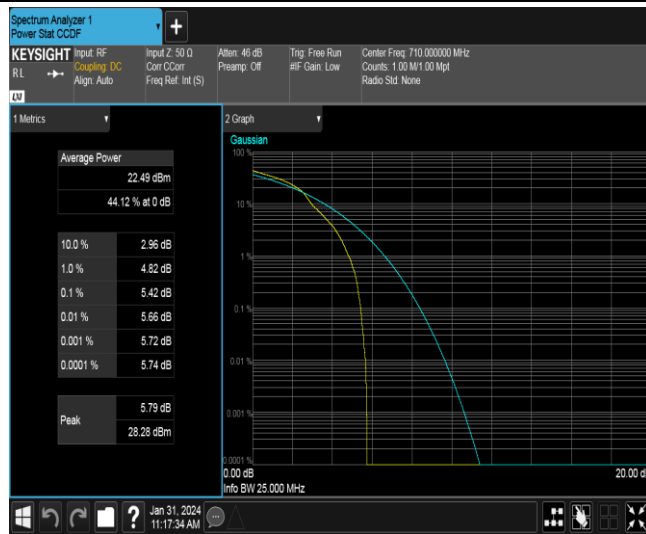 Spectrum Analyzer 1
Power Stat CCDF
+
KEYSIGHT
RL
LXI
Input: RF
Coupling: DC
Align: Auto
Input Z: 50 Ω
Corr CCorr
Freq Ref: Int (S)
Atten: 46 dB
Preamp: Off
Trig: Free Run
#IF Gain: Low
Center Freq: 710.000000 MHz
Counts: 1.00 M/1.00 Mpt
Radio Std: None
1 Metrics
Average Power
22.49 dBm
44.12 % at 0 dB
10.0 % 2.96 dB
1.0 % 4.82 dB
0.1 % 5.42 dB
0.01 % 5.66 dB
0.001 % 5.72 dB
0.0001 % 5.74 dB
Peak
5.79 dB
28.28 dBm
2 Graph
Gaussian
100 %
10 %
1 %
0.1 %
0.01 %
0.001 %
0.0001 %
0.00 dB
20.00 d
Info BW 25.000 MHz
?
Jan 31, 2024
11:17:34 AM